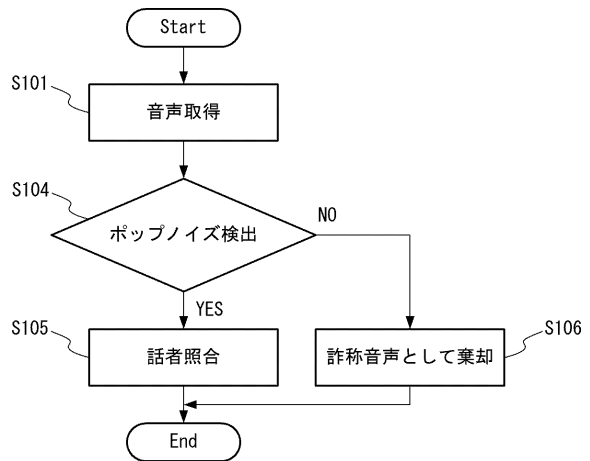 Start
S101
音声取得
S104
ポップノイズ検出
NO
YES
S105
話者照合
詐称音声として棄却
S106
End